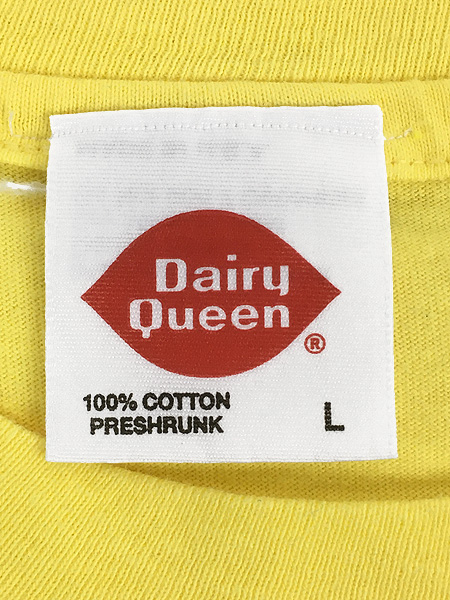 Dairy
Queen
®
100% COTTON
PRESHRUNK
L